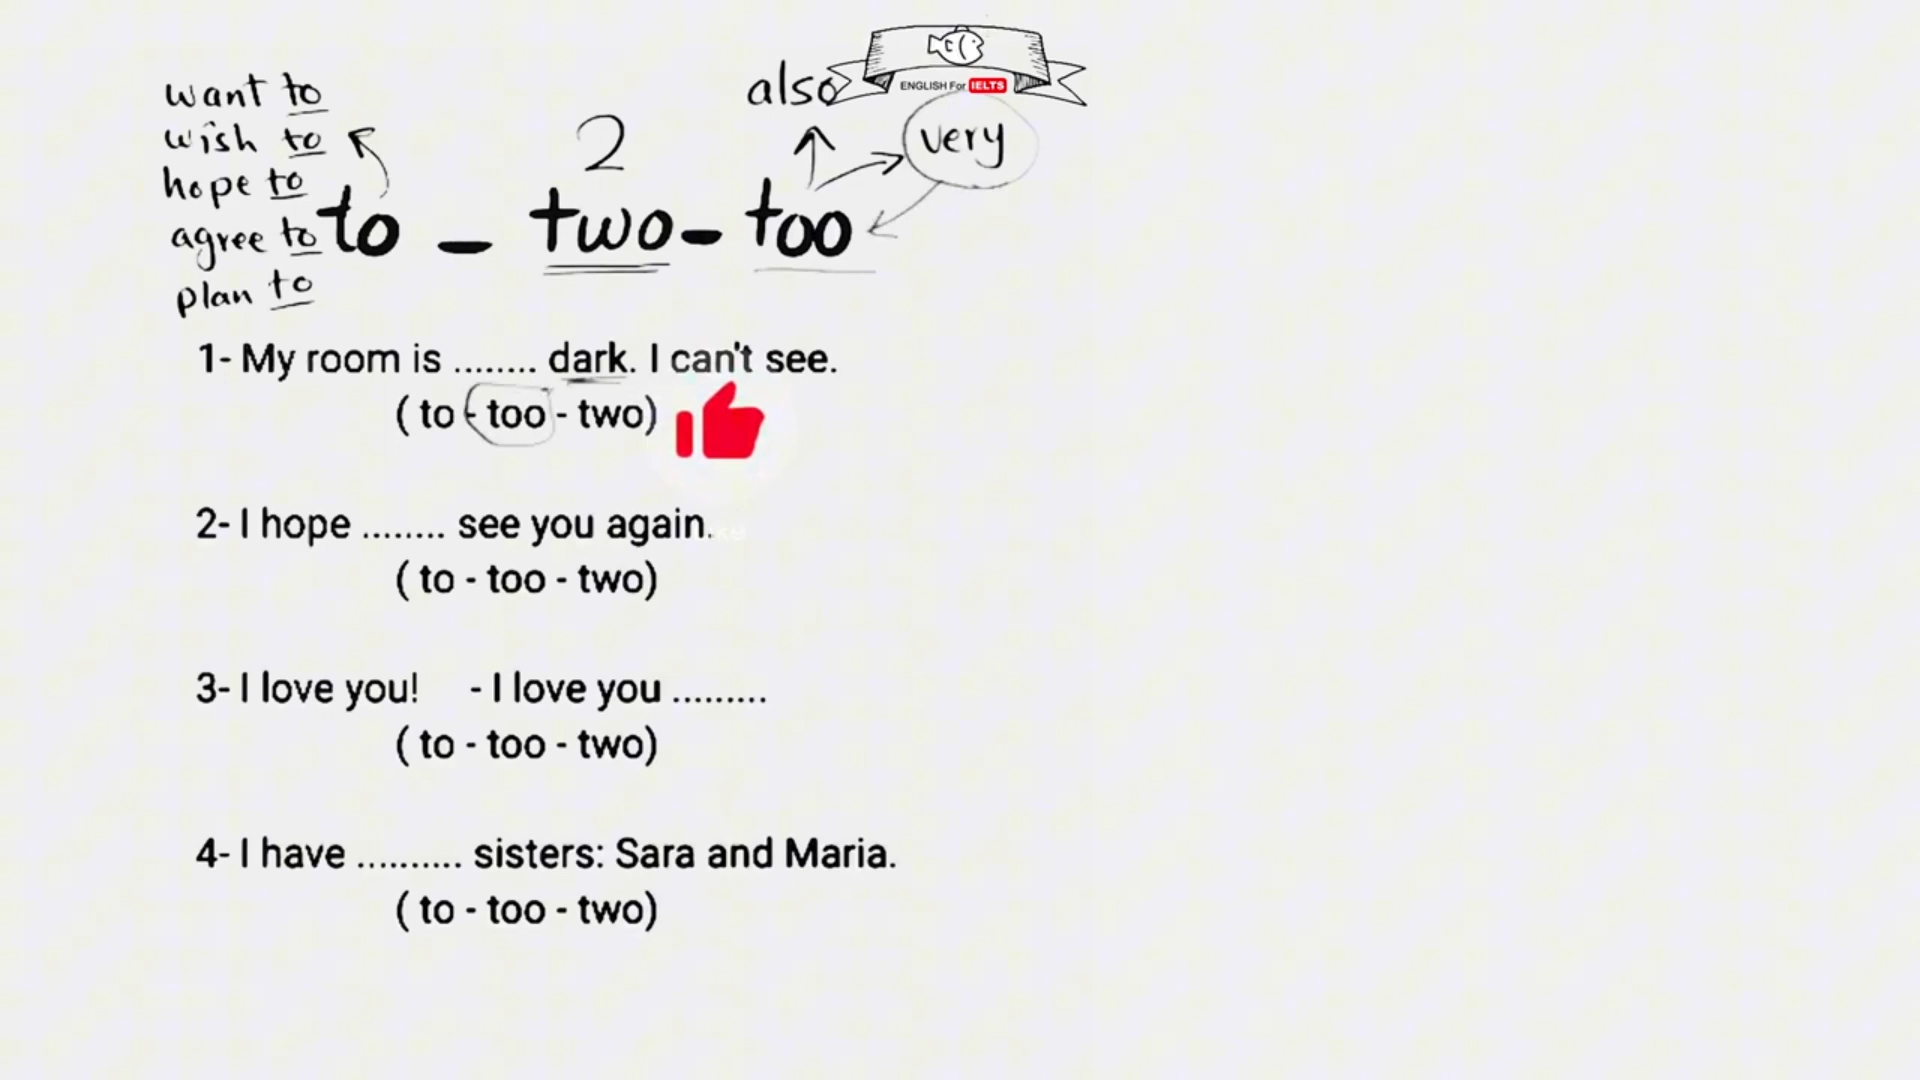 ENGLISH For IELTS
also
want to
wish to
hope to
agree to
plan to
2
very
to - two - too
1- My room is ........ dark. I can't see.
( to - too - two)
2- I hope ........ see you again.
( to - too - two)
3- I love you! - I love you .........
( to - too - two)
4- I have .......... sisters: Sara and Maria.
( to - too - two)